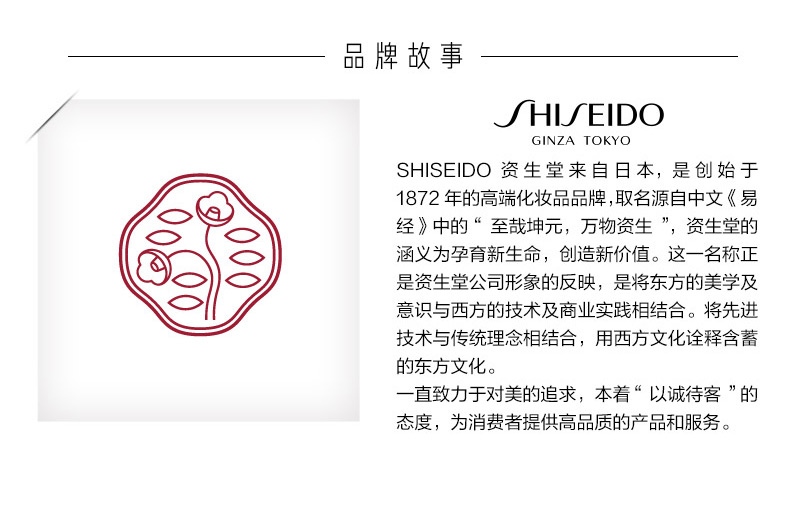 品牌故事
SHISEIDO
GINZA TOKYO
SHISEIDO 资生堂来自日本，是创始于
1872 年的高端化妆品品牌，取名源自中文《易
经》中的“ 至哉坤元，万物资生 ”，资生堂的
涵义为孕育新生命，创造新价值。这一名称正
是资生堂公司形象的反映，是将东方的美学及
意识与西方的技术及商业实践相结合。将先进
技术与传统理念相结合，用西方文化诠释含蓄
的东方文化。
一直致力于对美的追求，本着“ 以诚待客 ”的
态度，为消费者提供高品质的产品和服务。